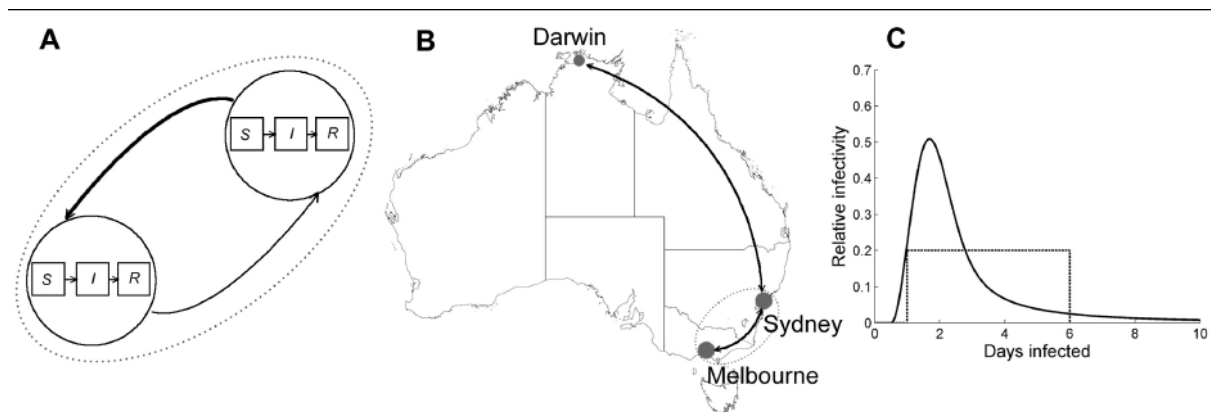 A
S I R
S I R
B
Darwin
Sydney
Melbourne
C
Relative infectivity
0.7
0.6
0.5
0.4
0.3
0.2
0.1
0
0 2 4 6 8 10
Days infected